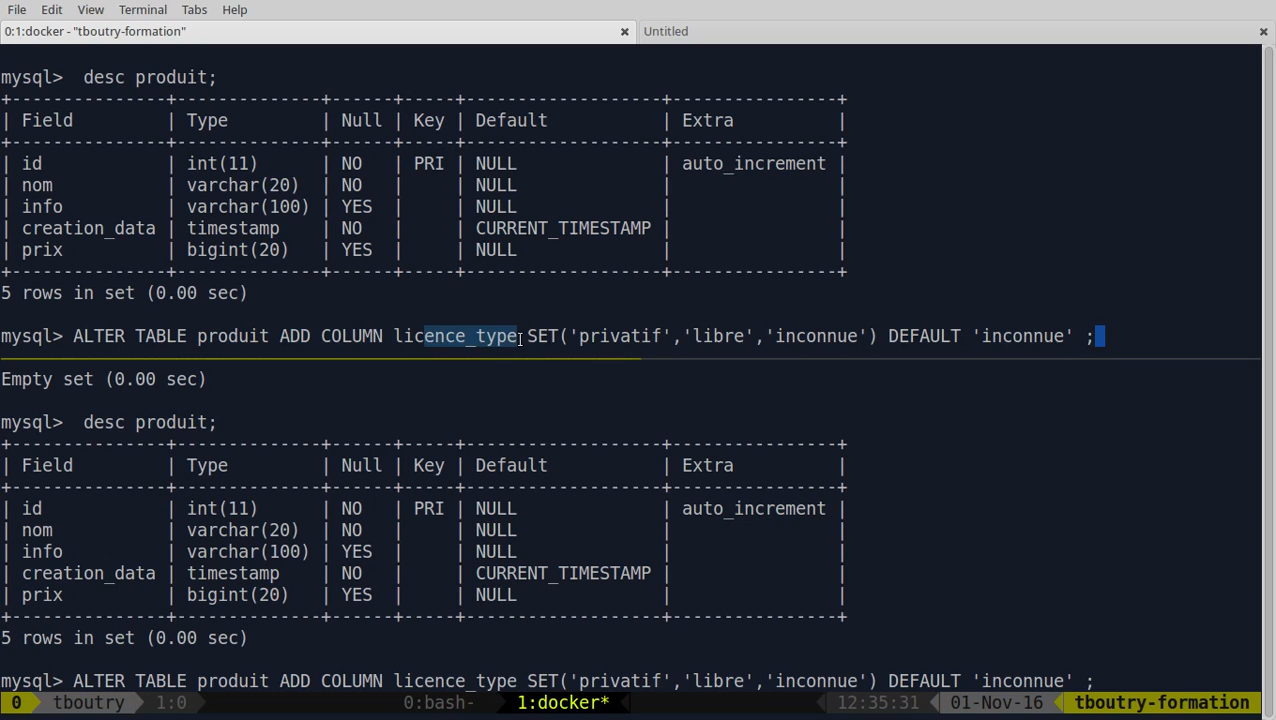 File Edit View Terminal Tabs Help
0:1:docker - "tboutry-formation" × Untitled ×
mysql>  desc produit;
+---------------+--------------+------+-----+-------------------+----------------+
| Field         | Type         | Null | Key | Default           | Extra          |
+---------------+--------------+------+-----+-------------------+----------------+
| id            | int(11)      | NO   | PRI | NULL              | auto_increment |
| nom           | varchar(20)  | NO   |     | NULL              |                |
| info          | varchar(100) | YES  |     | NULL              |                |
| creation_data | timestamp    | NO   |     | CURRENT_TIMESTAMP |                |
| prix          | bigint(20)   | YES  |     | NULL              |                |
+---------------+--------------+------+-----+-------------------+----------------+
5 rows in set (0.00 sec)
mysql> ALTER TABLE produit ADD COLUMN licence_type SET('privatif','libre','inconnue') DEFAULT 'inconnue' ;
Empty set (0.00 sec)
mysql>  desc produit;
+---------------+--------------+------+-----+-------------------+----------------+
| Field         | Type         | Null | Key | Default           | Extra          |
+---------------+--------------+------+-----+-------------------+----------------+
| id            | int(11)      | NO   | PRI | NULL              | auto_increment |
| nom           | varchar(20)  | NO   |     | NULL              |                |
| info          | varchar(100) | YES  |     | NULL              |                |
| creation_data | timestamp    | NO   |     | CURRENT_TIMESTAMP |                |
| prix          | bigint(20)   | YES  |     | NULL              |                |
+---------------+--------------+------+-----+-------------------+----------------+
5 rows in set (0.00 sec)
mysql> ALTER TABLE produit ADD COLUMN licence_type SET('privatif','libre','inconnue') DEFAULT 'inconnue' ;
0 tboutry 1:0 0:bash- 1:docker* 12:35:31 01-Nov-16 tboutry-formation